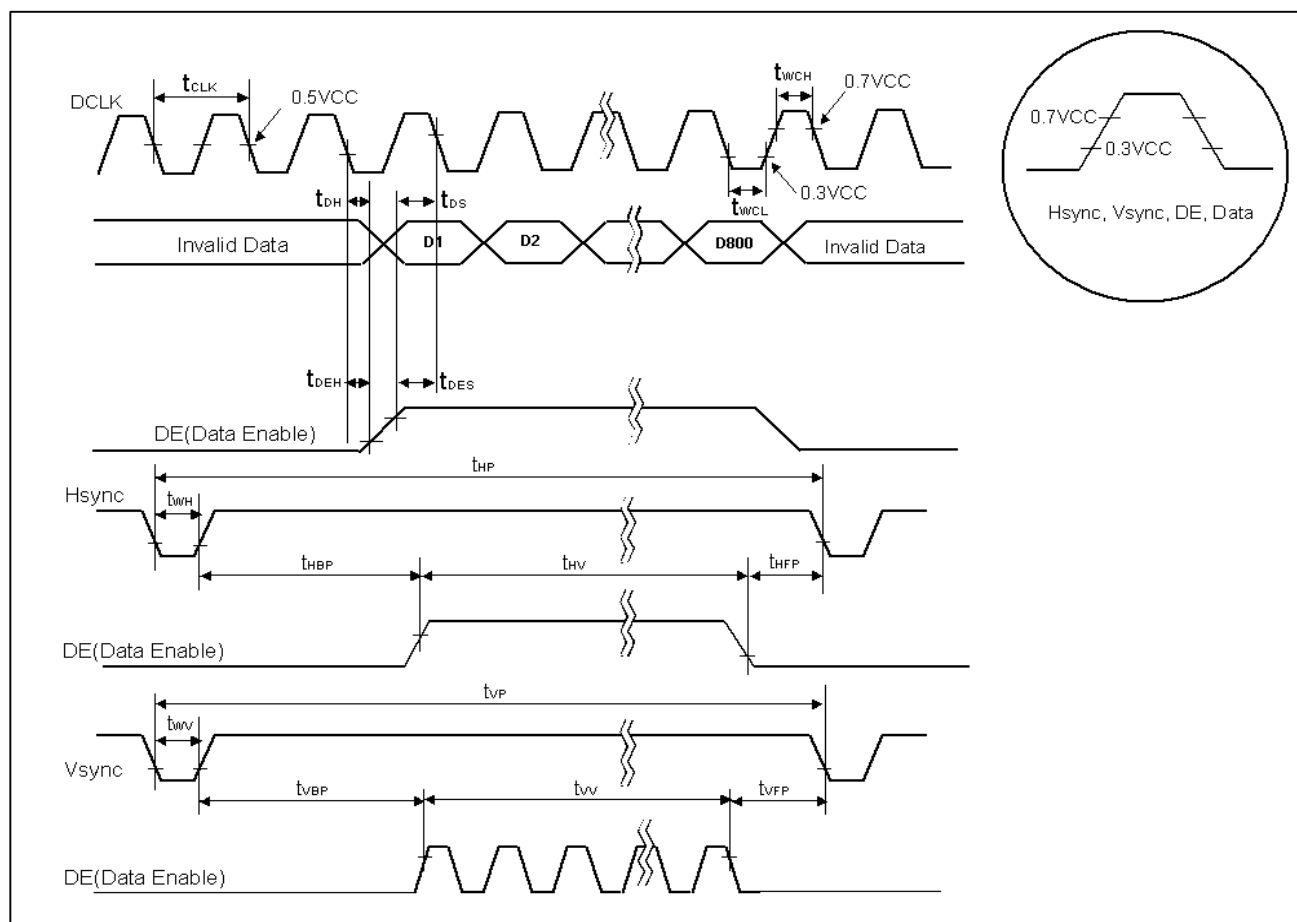 tCLK
tWCH
0.7VCC
DCLK
0.5VCC
0.7VCC
0.3VCC
0.3VCC
tDH
tDS
tWCL
Hsync, Vsync, DE, Data
Invalid Data
D1
D2
D800
Invalid Data
tDEH
tDES
DE(Data Enable)
tHP
Hsync
tWH
tHBP
tHV
tHFP
DE(Data Enable)
tVP
tWV
Vsync
tVBP
tVV
tVFP
DE(Data Enable)